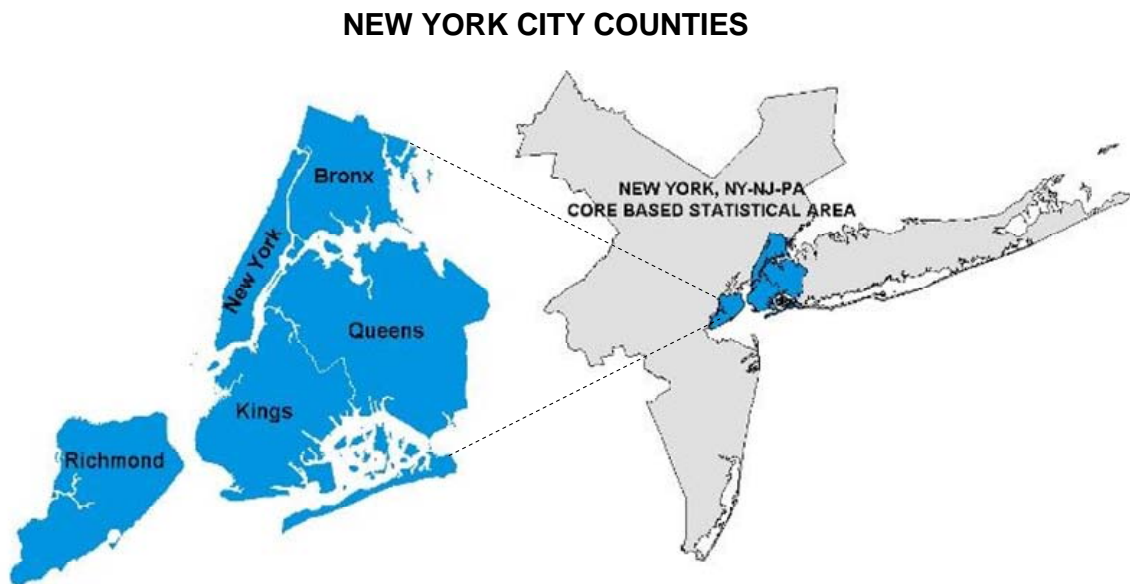 NEW YORK CITY COUNTIES
Bronx
New York
Queens
Kings
Richmond
NEW YORK, NY-NJ-PA
CORE BASED STATISTICAL AREA